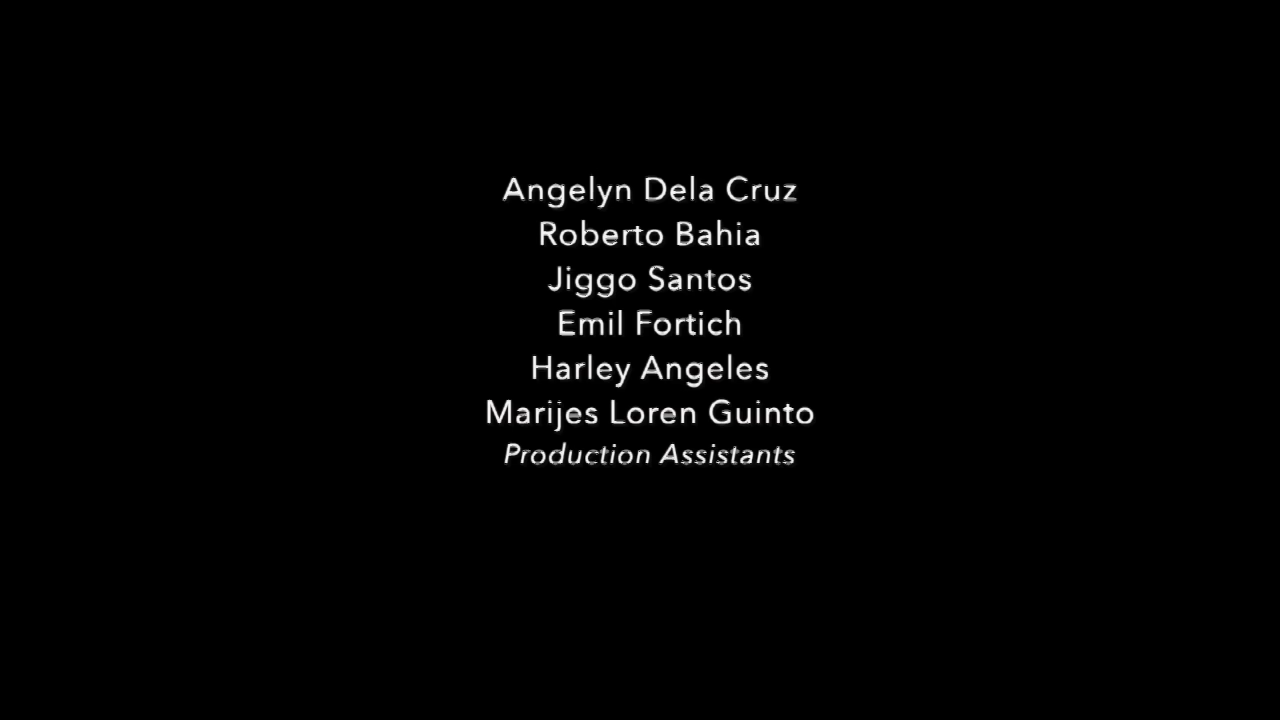 Angelyn Dela Cruz
Roberto Bahia
Jiggo Santos
Emil Fortich
Harley Angeles
Marijes Loren Guinto
Production Assistants